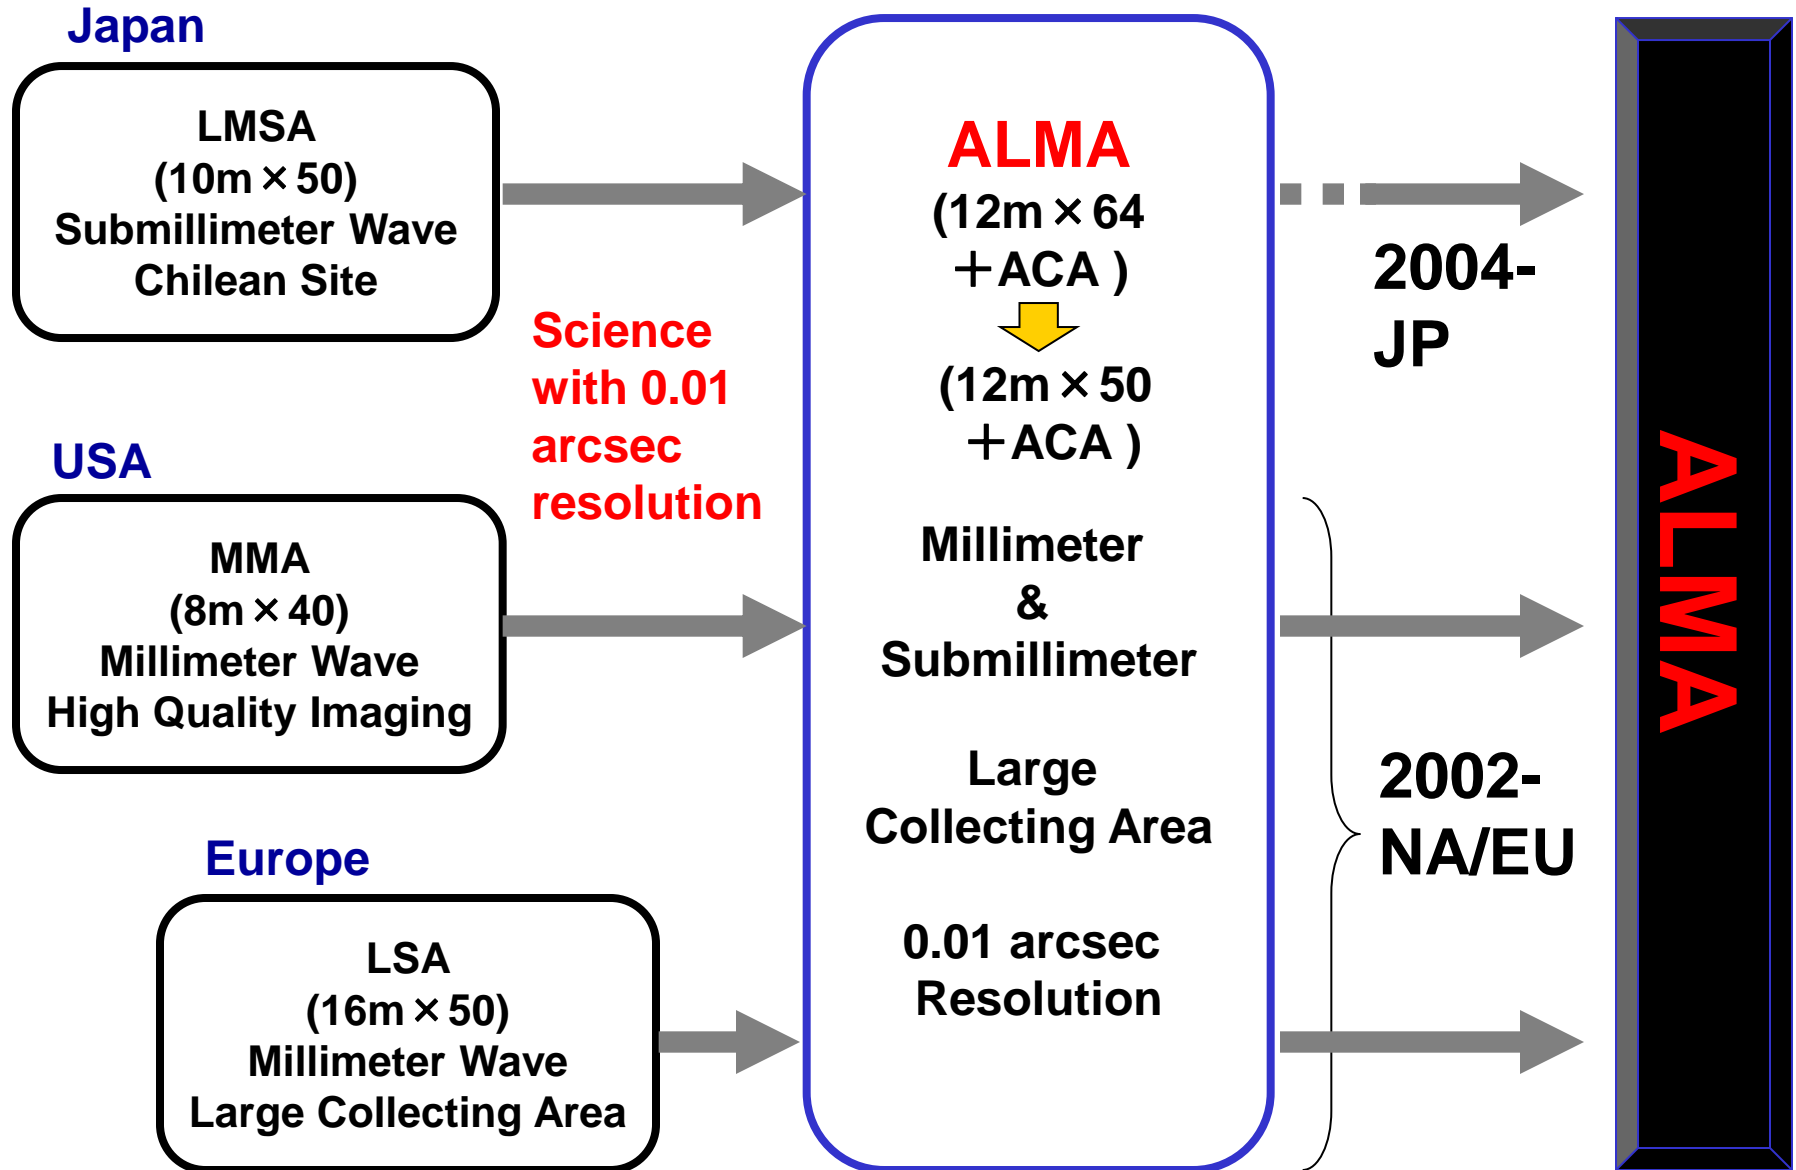 Japan
LMSA
(10m×50)
Submillimeter Wave
Chilean Site
USA
MMA
(8m×40)
Millimeter Wave
High Quality Imaging
Europe
LSA
(16m×50)
Millimeter Wave
Large Collecting Area
Science
with 0.01
arcsec
resolution
ALMA
(12m×64
+ACA )
(12m×50
+ACA )
Millimeter
&
Submillimeter
Large
Collecting Area
0.01 arcsec
Resolution
2004-
JP
2002-
NA/EU
ALMA